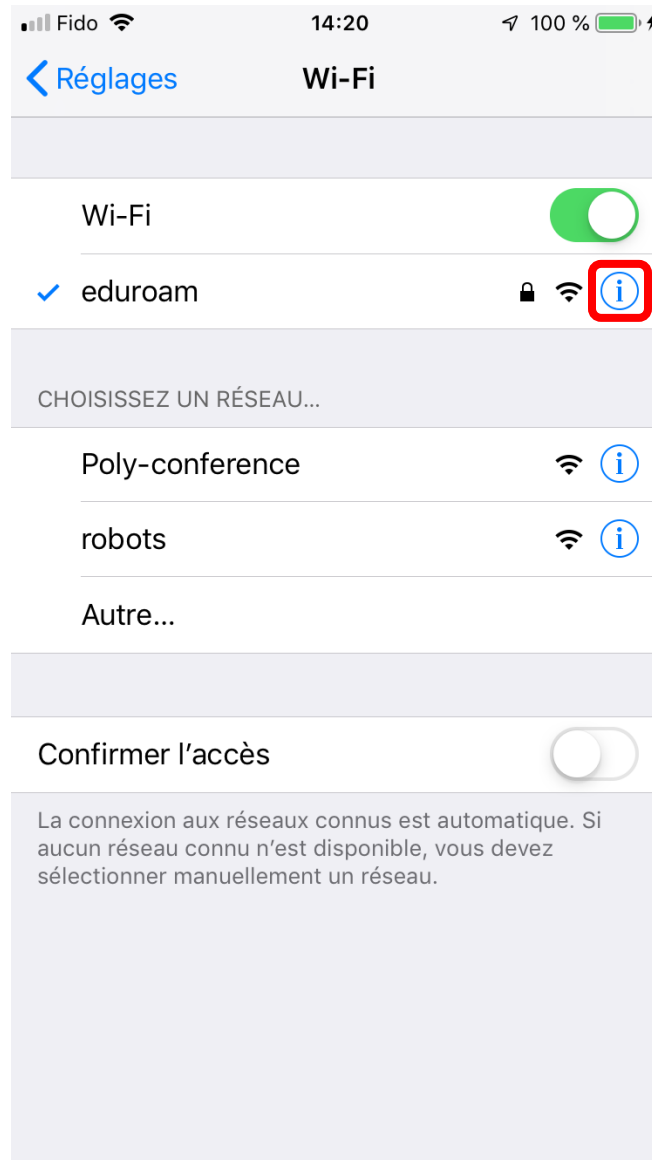 Fido 14:20 100 %
Réglages Wi-Fi
Wi-Fi
eduroam i
CHOISISSEZ UN RÉSEAU...
Poly-conference i
robots i
Autre...
Confirmer l’accès
La connexion aux réseaux connus est automatique. Si
aucun réseau connu n’est disponible, vous devez
sélectionner manuellement un réseau.